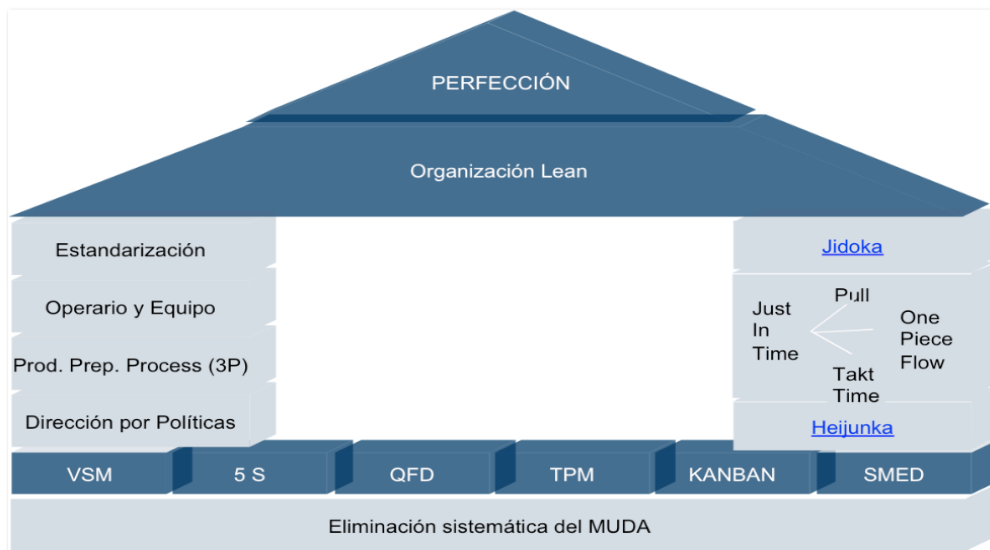 PERFECCIÓN
Organización Lean
Estandarización
Operario y Equipo
Prod. Prep. Process (3P)
Dirección por Políticas
Jidoka
Just
In
Time
Pull
One
Piece
Flow
Takt
Time
Heijunka
VSM
5 S
QFD
TPM
KANBAN
SMED
Eliminación sistemática del MUDA